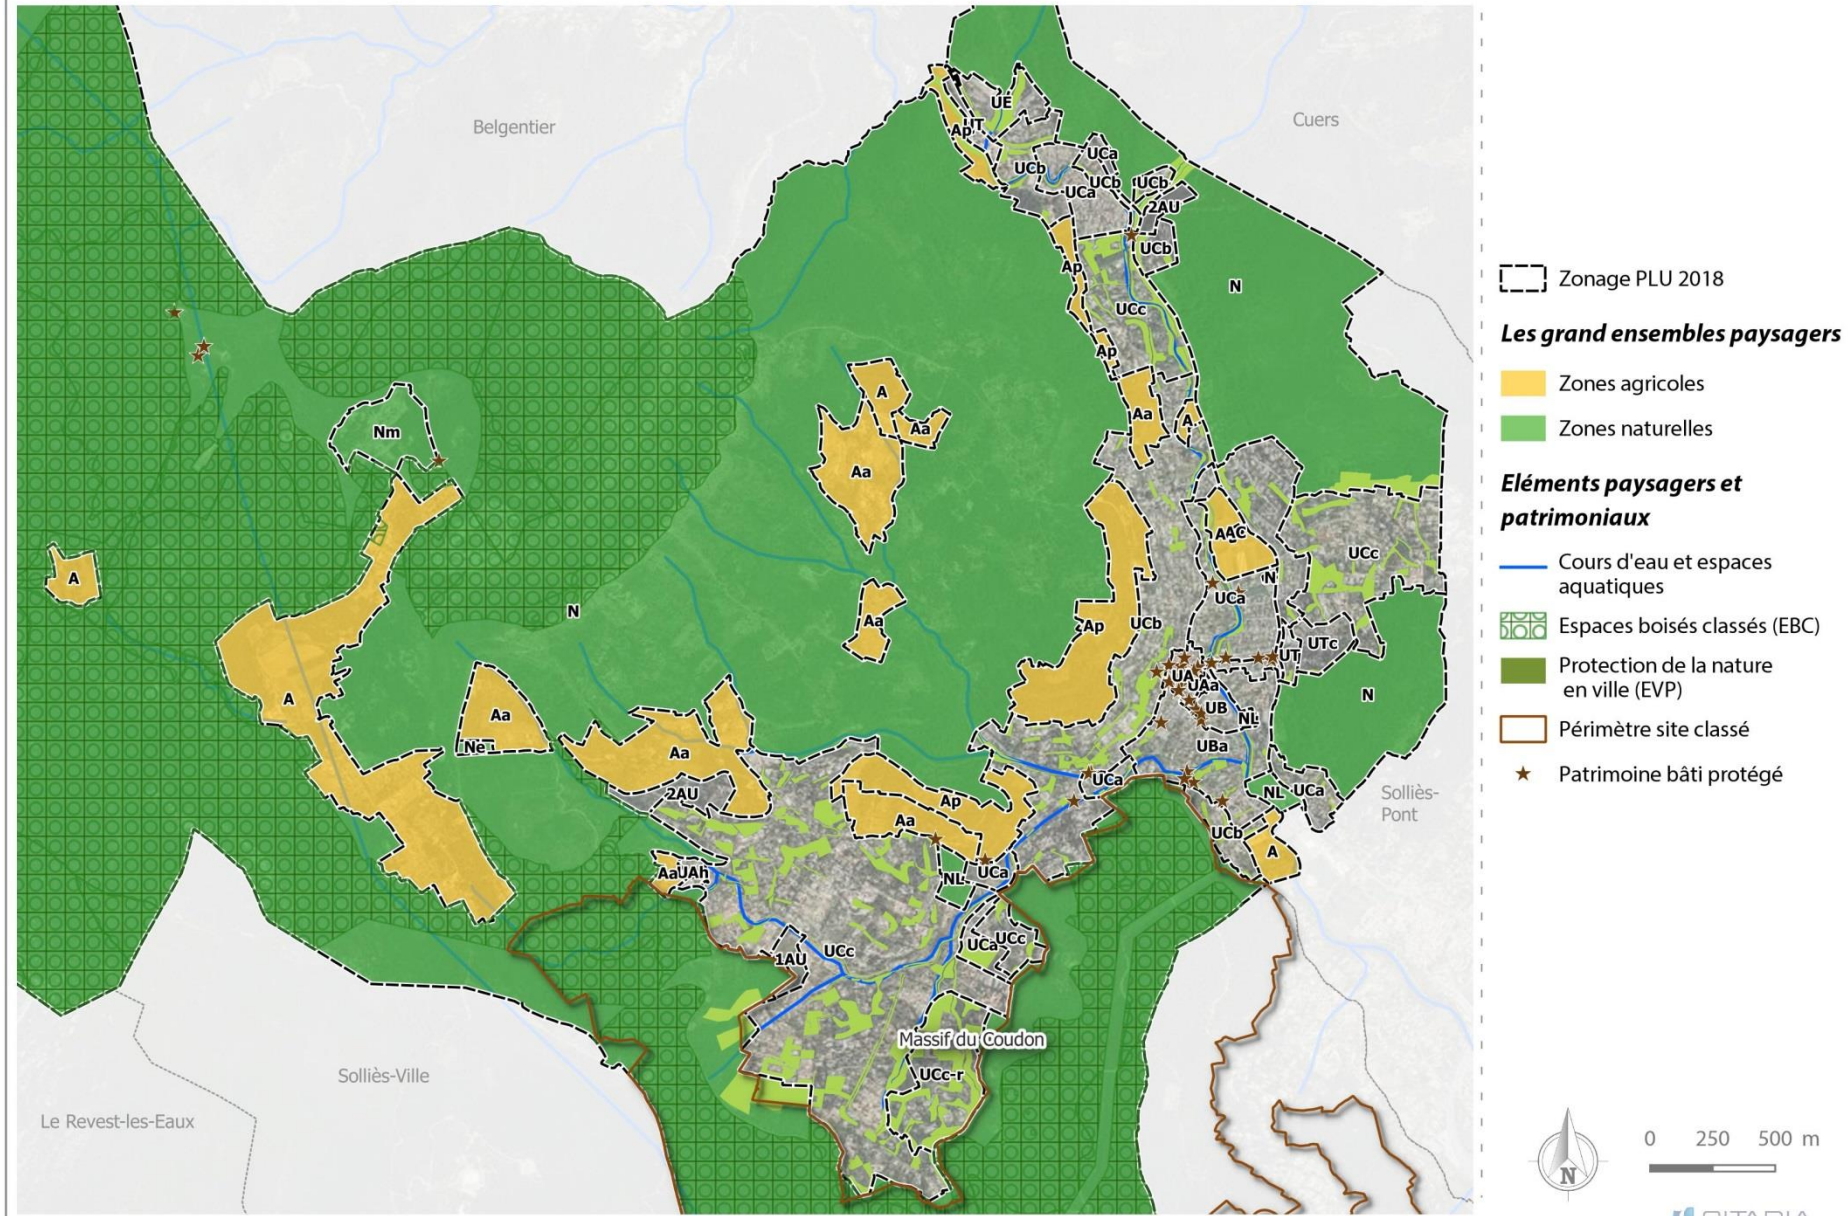 Belgentier
Cuers
UE
Ap
UT
UCa
UCb
UCb
UCb
UCa
2AU
UCb
Ap
N
UCc
Ap
A
Aa
Aa
A
Nm
Aa
UCc
A
N
N
UCa
Aa
Ap
UCb
UTc
UT
UA
UAa
N
A
UB
NL
Aa
Ne
UBa
Aa
UCa
NL
UCa
2AU
Ap
Solliès-
Pont
Aa
UCb
A
Aa
UAh
NL
UCa
UCc
UCa
UCc
1AU
Massif du Coudon
UCc-r
Solliès-Ville
Le Revest-les-Eaux
Zonage PLU 2018
Les grand ensembles paysagers
Zones agricoles
Zones naturelles
Eléments paysagers et
patrimoniaux
Cours d'eau et espaces
aquatiques
Espaces boisés classés (EBC)
Protection de la nature
en ville (EVP)
Périmètre site classé
Patrimoine bâti protégé
N
0 250 500 m